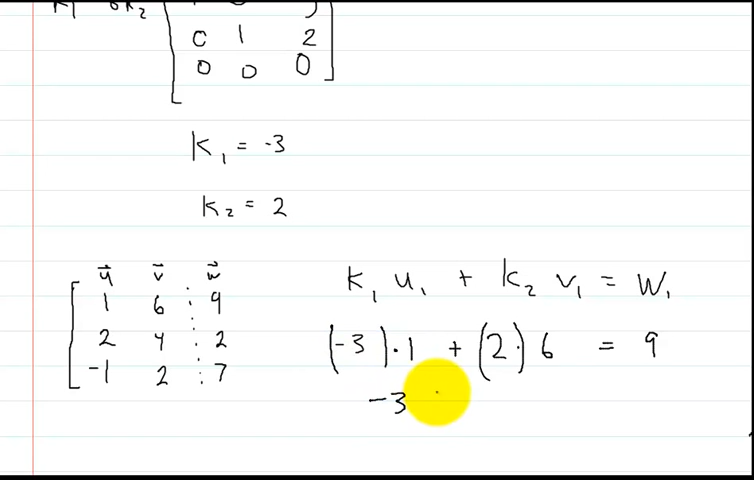 0 1 2
0 0 0
k₁ = -3
k₂ = 2
u⃗ v⃗ w⃗
1 6 : 9
2 4 : 2
-1 2 : 7
k₁ u₁ + k₂ v₁ = w₁
(-3)·1 + (2·)6 = 9
-3